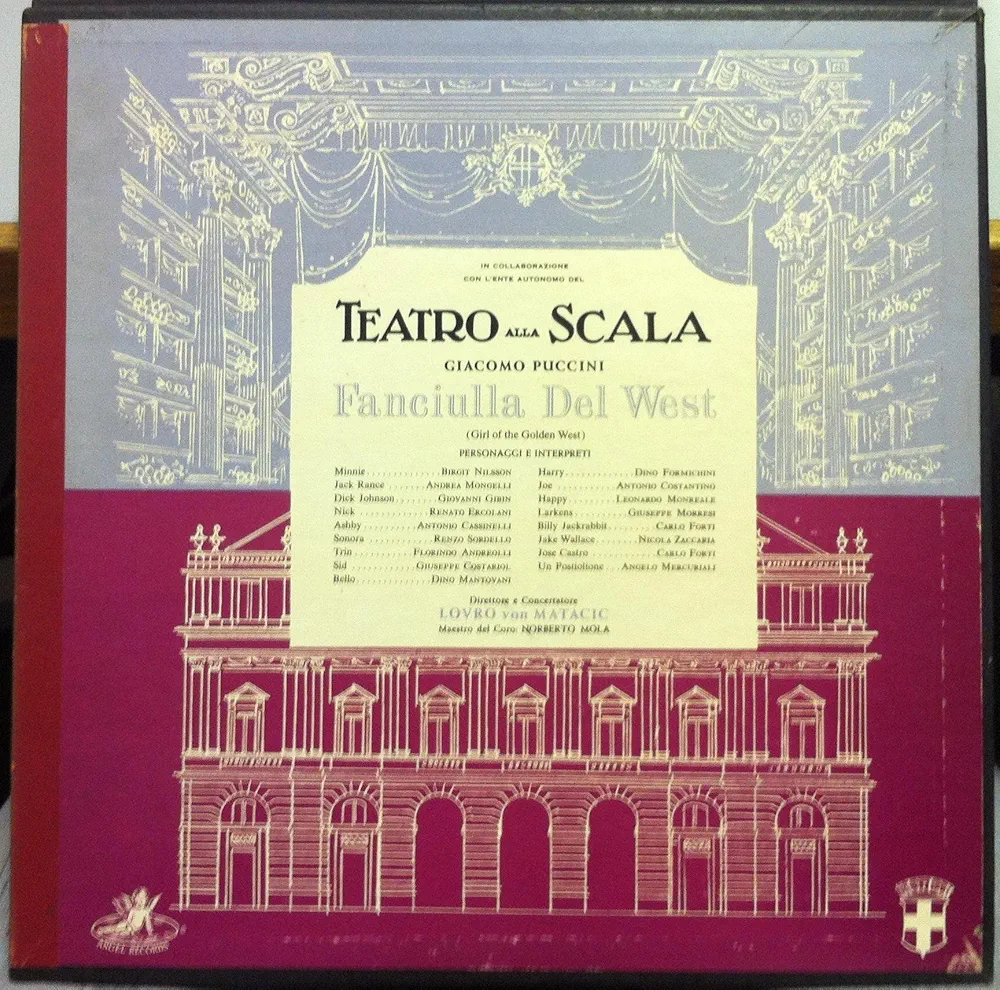 IN COLLABORAZIONE
CON L'ENTE AUTONOMO DEL
TEATRO ALLA SCALA
GIACOMO PUCCINI
Fanciulla Del West
(Girl of the Golden West)
PERSONAGGI E INTERPRETI
Minnie............BIRGIT NILSSON
Jack Rance.......ANDREA MONGELLI
Dick Johnson........GIOVANNI GIBIN
Nick............RENATO ERCOLANI
Ashby...........ANTONIO CASSINELLI
Sonora............RENZO SORDELLO
Trin..........FLORINDO ANDREOLLI
Sid...........GIUSEPPE COSTARIOL
Bello............DINO MANTOVANI
Harry............DINO FORMICHINI
Joe..........ANTONIO COSTANTINO
Happy.........LEONARDO MONREALE
Larkens..........GIUSEPPE MORRESI
Billy Jackrabbit.......CARLO FORTI
Jake Wallace.......NICOLA ZACCARIA
Jose Castro..........CARLO FORTI
Un Postiglione...ANGELO MERCURIALI
Direttore e Concertatore
LOVRO von MATACIC
Maestro del Coro: NORBERTO MOLA
ANGEL RECORDS